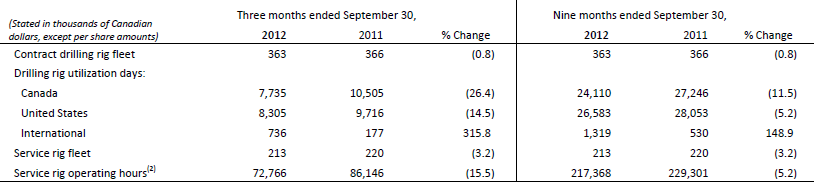 Three months ended September 30, Nine months ended September 30,
(Stated in thousands of Canadian
dollars, except per share amounts) 2012 2011 % Change 2012 2011 % Change
Contract drilling rig fleet 363 366 (0.8) 363 366 (0.8)
Drilling rig utilization days:
Canada 7,735 10,505 (26.4) 24,110 27,246 (11.5)
United States 8,305 9,716 (14.5) 26,583 28,053 (5.2)
International 736 177 315.8 1,319 530 148.9
Service rig fleet 213 220 (3.2) 213 220 (3.2)
Service rig operating hours(2) 72,766 86,146 (15.5) 217,368 229,301 (5.2)